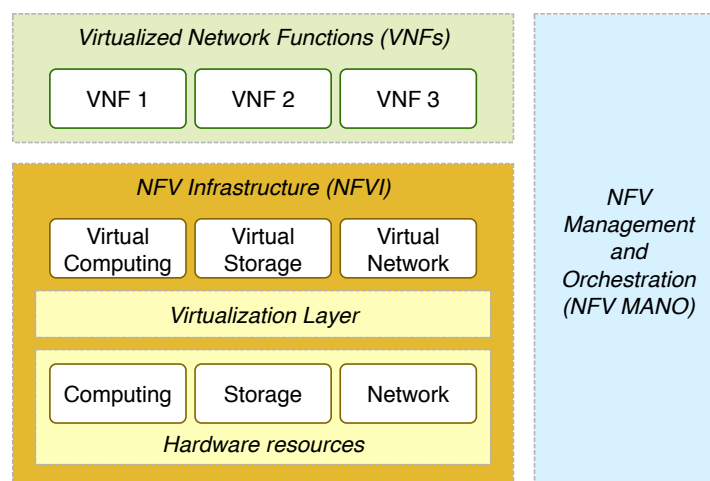 Virtualized Network Functions (VNFs)
VNF 1
VNF 2
VNF 3
NFV Infrastructure (NFVI)
Virtual
Computing
Virtual
Storage
Virtual
Network
Virtualization Layer
Computing
Storage
Network
Hardware resources
NFV
Management
and
Orchestration
(NFV MANO)